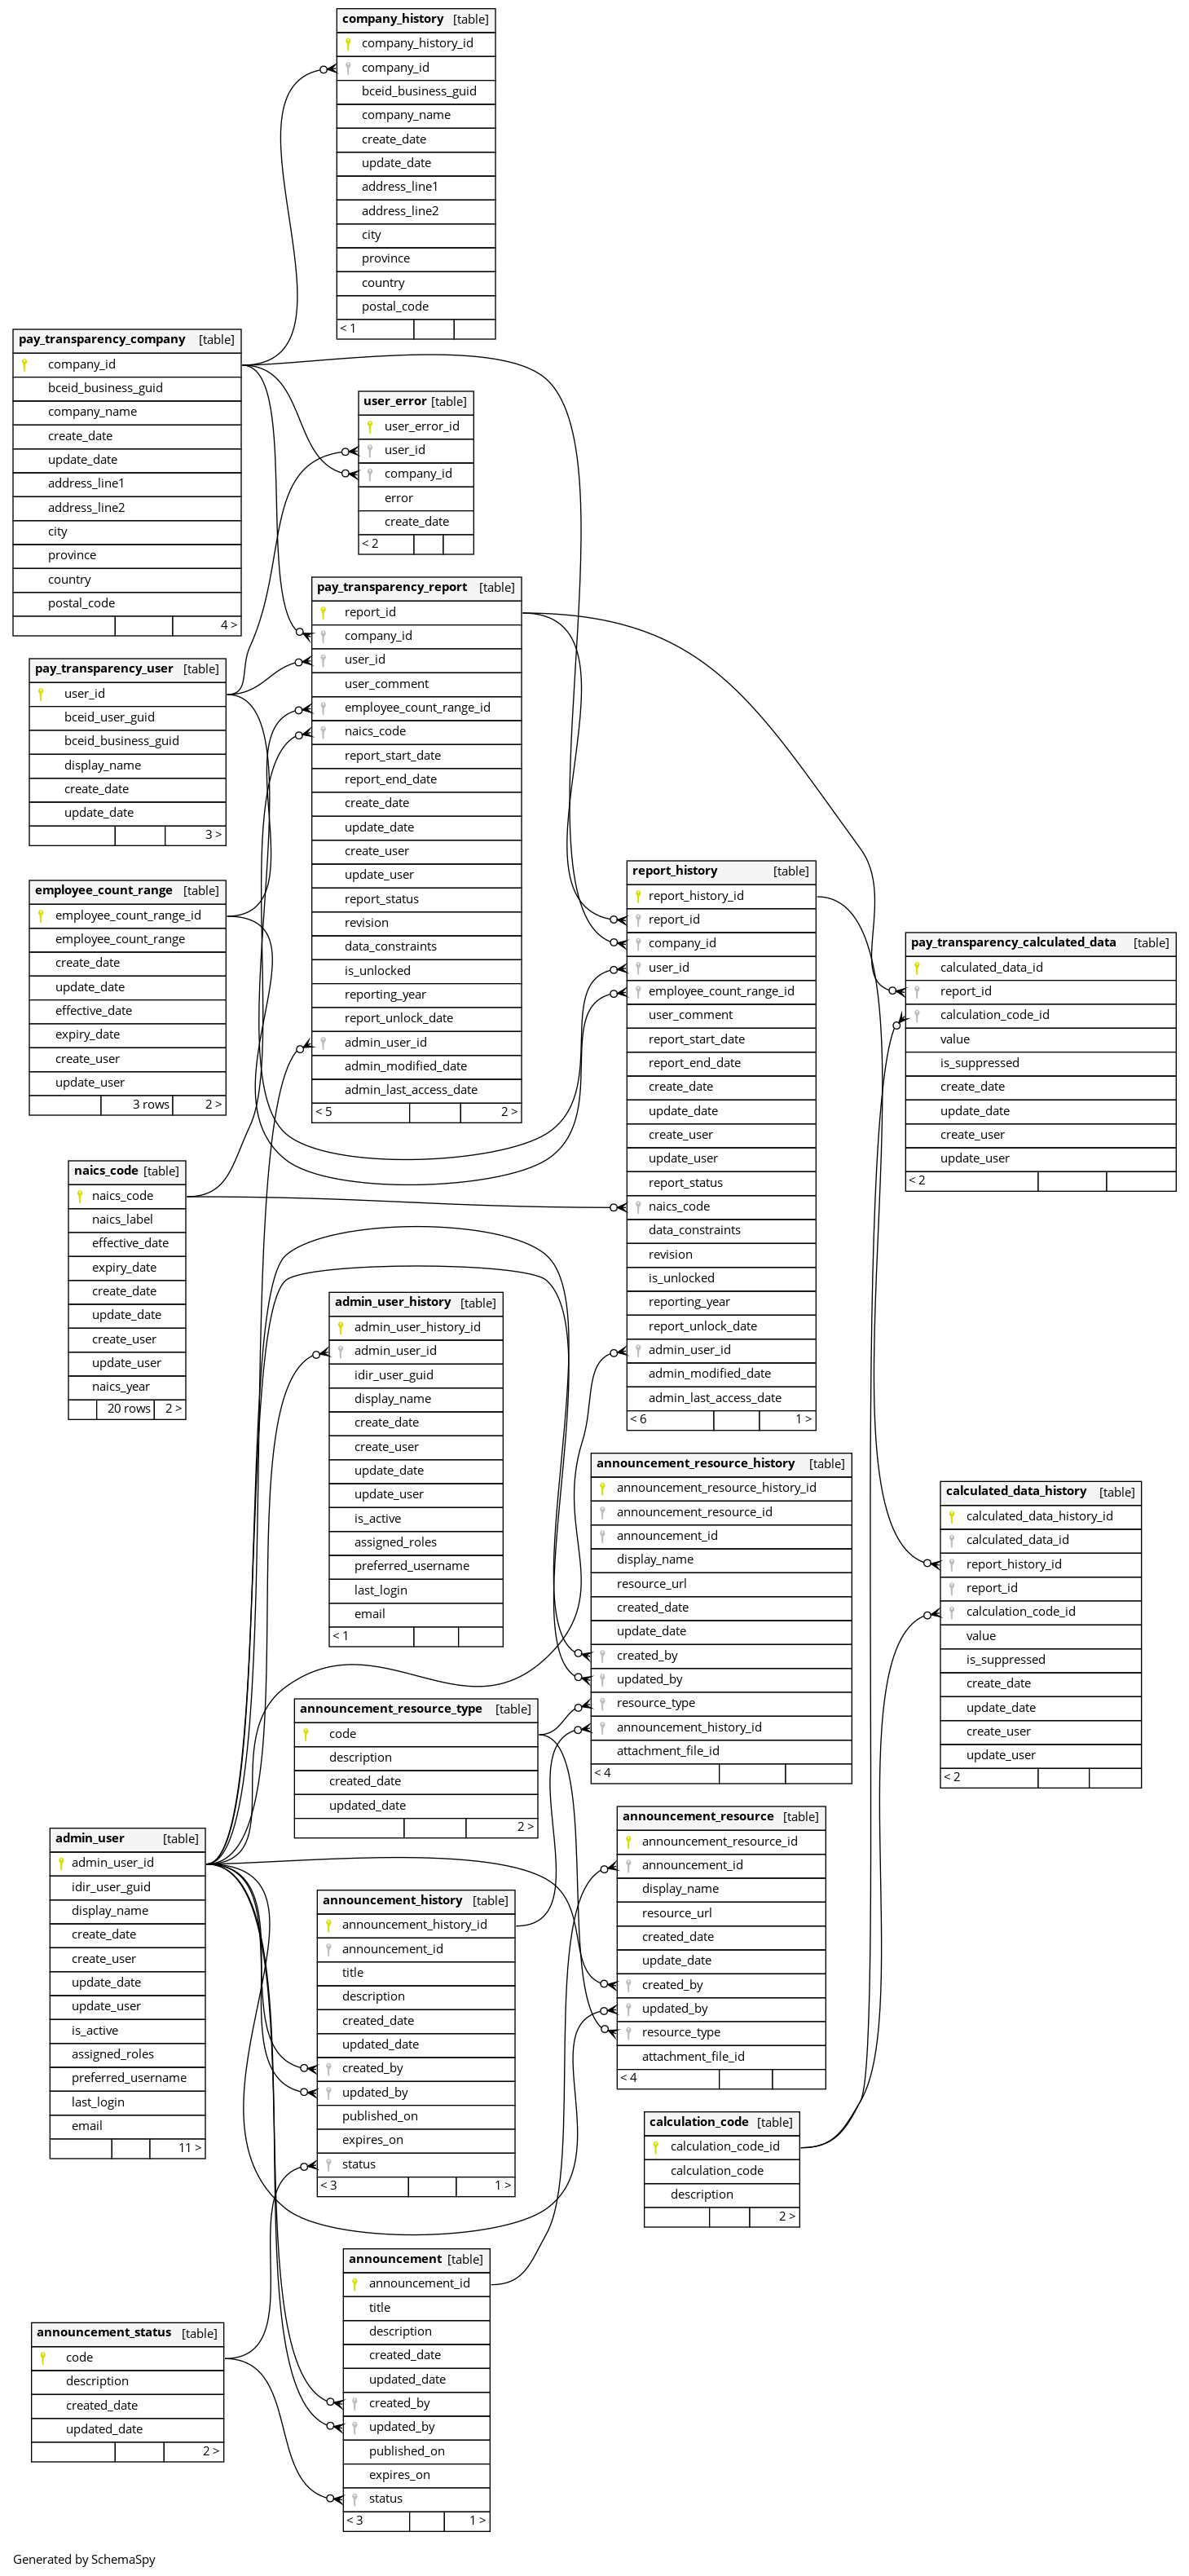 company_history [table]
company_history_id
company_id
bceid_business_guid
company_name
create_date
update_date
address_line1
address_line2
city
province
country
postal_code
< 1
pay_transparency_company [table]
company_id
bceid_business_guid
company_name
create_date
update_date
address_line1
address_line2
city
province
country
postal_code
4 >
user_error [table]
user_error_id
user_id
company_id
error
create_date
< 2
pay_transparency_report [table]
report_id
company_id
user_id
user_comment
employee_count_range_id
naics_code
report_start_date
report_end_date
create_date
update_date
create_user
update_user
report_status
revision
data_constraints
is_unlocked
reporting_year
report_unlock_date
admin_user_id
admin_modified_date
admin_last_access_date
< 5 2 >
pay_transparency_user [table]
user_id
bceid_user_guid
bceid_business_guid
display_name
create_date
update_date
3 >
employee_count_range [table]
employee_count_range_id
employee_count_range
create_date
update_date
effective_date
expiry_date
create_user
update_user
3 rows 2 >
report_history [table]
report_history_id
report_id
company_id
user_id
employee_count_range_id
user_comment
report_start_date
report_end_date
create_date
update_date
create_user
update_user
report_status
naics_code
data_constraints
revision
is_unlocked
reporting_year
report_unlock_date
admin_user_id
admin_modified_date
admin_last_access_date
< 6 1 >
pay_transparency_calculated_data [table]
calculated_data_id
report_id
calculation_code_id
value
is_suppressed
create_date
update_date
create_user
update_user
< 2
naics_code [table]
naics_code
naics_label
effective_date
expiry_date
create_date
update_date
create_user
update_user
naics_year
20 rows 2 >
admin_user_history [table]
admin_user_history_id
admin_user_id
idir_user_guid
display_name
create_date
create_user
update_date
update_user
is_active
assigned_roles
preferred_username
last_login
email
< 1
announcement_resource_history [table]
announcement_resource_history_id
announcement_resource_id
announcement_id
display_name
resource_url
created_date
update_date
created_by
updated_by
resource_type
announcement_history_id
attachment_file_id
< 4
calculated_data_history [table]
calculated_data_history_id
calculated_data_id
report_history_id
report_id
calculation_code_id
value
is_suppressed
create_date
update_date
create_user
update_user
< 2
announcement_resource_type [table]
code
description
created_date
updated_date
2 >
announcement_resource [table]
announcement_resource_id
announcement_id
display_name
resource_url
created_date
update_date
created_by
updated_by
resource_type
attachment_file_id
< 4
admin_user [table]
admin_user_id
idir_user_guid
display_name
create_date
create_user
update_date
update_user
is_active
assigned_roles
preferred_username
last_login
email
11 >
announcement_history [table]
announcement_history_id
announcement_id
title
description
created_date
updated_date
created_by
updated_by
published_on
expires_on
status
< 3 1 >
calculation_code [table]
calculation_code_id
calculation_code
description
2 >
announcement [table]
announcement_id
title
description
created_date
updated_date
created_by
updated_by
published_on
expires_on
status
< 3 1 >
announcement_status [table]
code
description
created_date
updated_date
2 >
Generated by SchemaSpy